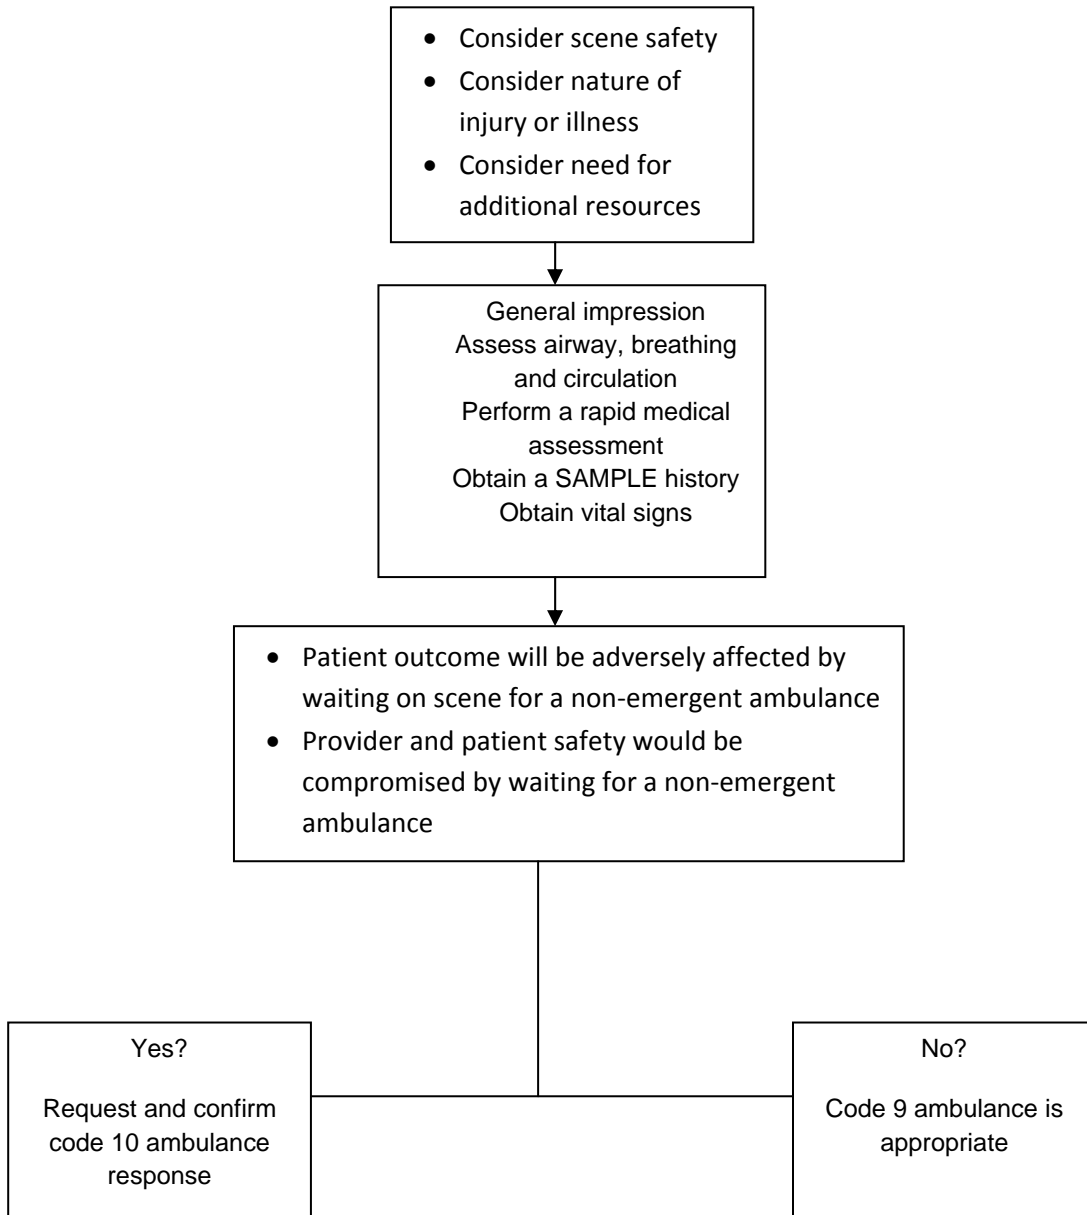 • Consider scene safety
• Consider nature of
injury or illness
• Consider need for
additional resources
General impression
Assess airway, breathing
and circulation
Perform a rapid medical
assessment
Obtain a SAMPLE history
Obtain vital signs
• Patient outcome will be adversely affected by
waiting on scene for a non-emergent ambulance
• Provider and patient safety would be
compromised by waiting for a non-emergent
ambulance
Yes?
Request and confirm
code 10 ambulance
response
No?
Code 9 ambulance is
appropriate